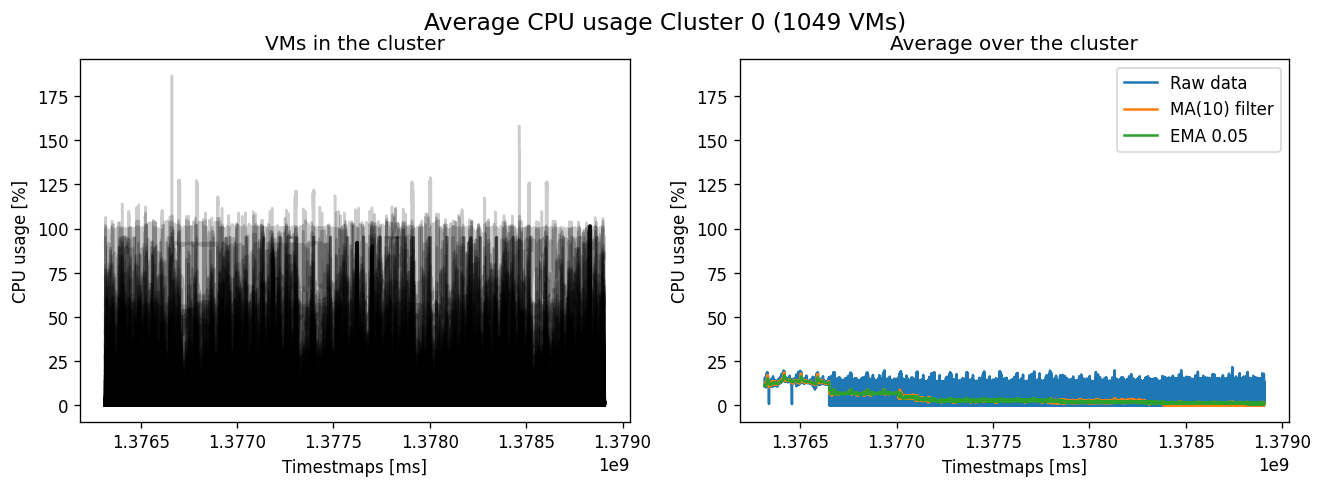 Average CPU usage Cluster 0 (1049 VMs)
VMs in the cluster
CPU usage [%]
175
150
125
100
75
50
25
0
1.3765 1.3770 1.3775 1.3780 1.3785 1.3790
1e9
Timestmaps [ms]
Average over the cluster
CPU usage [%]
175
150
125
100
75
50
25
0
Raw data
MA(10) filter
EMA 0.05
1.3765 1.3770 1.3775 1.3780 1.3785 1.3790
1e9
Timestmaps [ms]